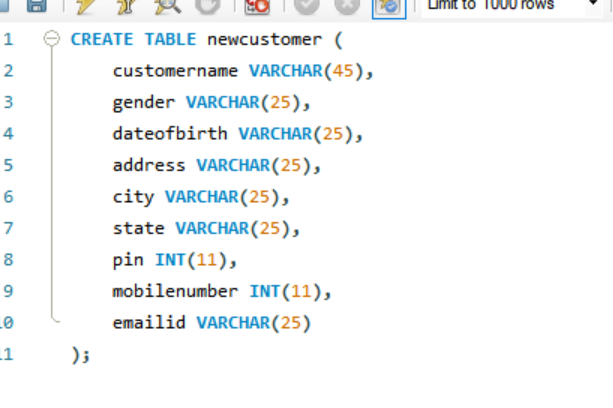 Limit to 1000 rows
1 CREATE TABLE newcustomer (
2 customername VARCHAR(45),
3 gender VARCHAR(25),
4 dateofbirth VARCHAR(25),
5 address VARCHAR(25),
6 city VARCHAR(25),
7 state VARCHAR(25),
8 pin INT(11),
9 mobilenumber INT(11),
10 emailid VARCHAR(25)
11 );